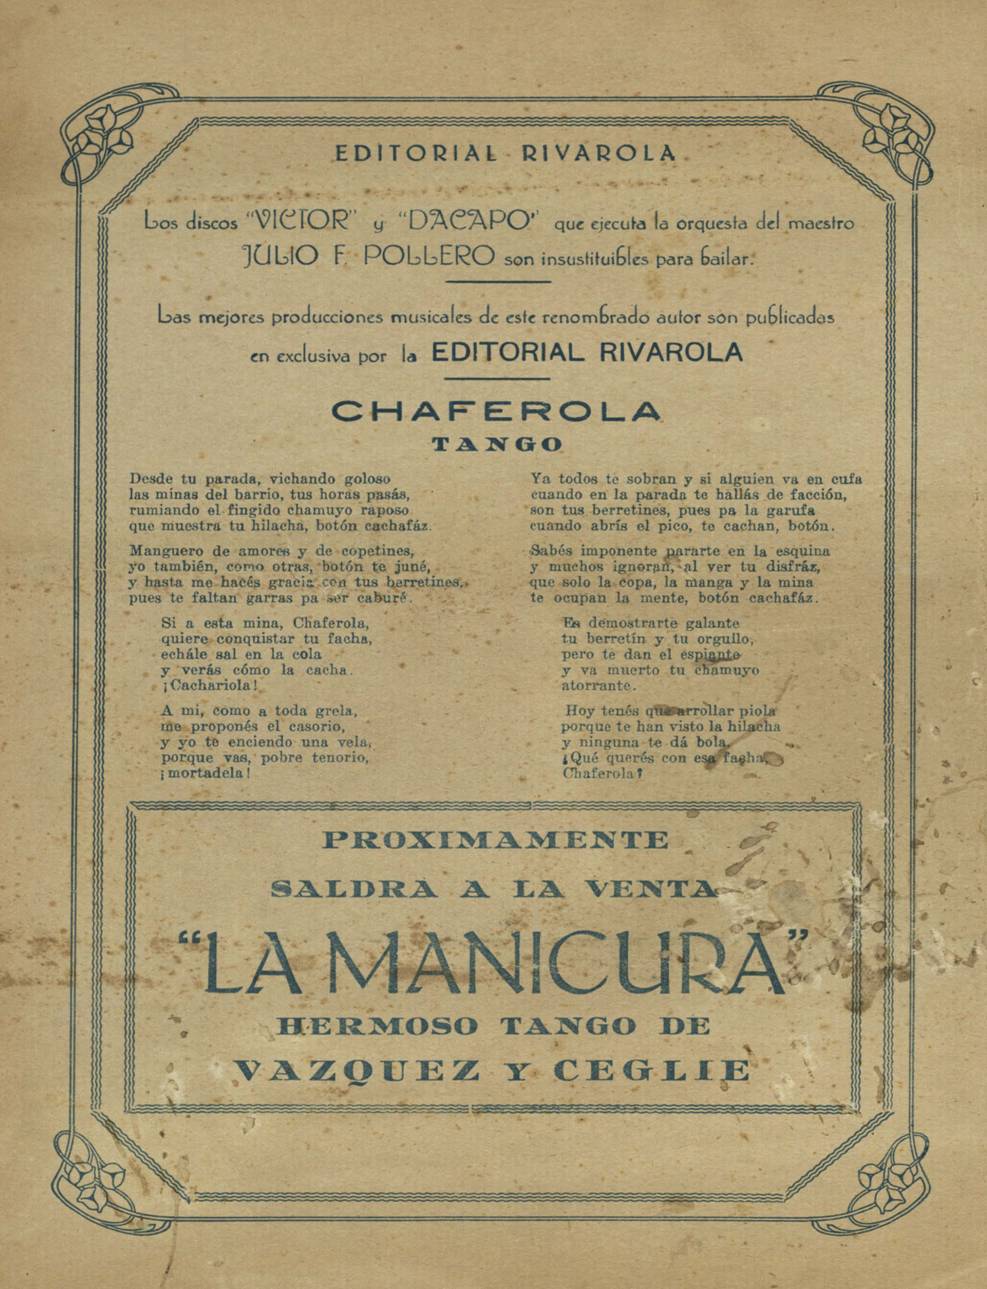 EDITORIAL RIVAROLA
Los discos "VICTOR" y "DACAPO" que ejecuta la orquesta del maestro
JULIO F. POLLERO son insustituibles para bailar.
Las mejores producciones musicales de este renombrado autor son publicadas
en exclusiva por la EDITORIAL RIVAROLA
CHAFEROLA
TANGO
Desde tu parada, vichando goloso
las minas del barrio, tus horas pasás,
rumiando el fingido chamuyo raposo
que muestra tu hilacha, botón cachafáz.
Manguero de amores y de copetines,
yo también, como otras, botón te juné,
y hasta me hacés gracia con tus berretines,
pues te faltan garras pa ser caburé.
Si a esta mina, Chaferola,
quiere conquistar tu facha,
echále sal en la cola
y verás cómo la cacha.
¡Cachariola!
A mi, como a toda grela,
me proponés el casorio,
y yo te enciendo una vela,
porque vas, pobre tenorio,
¡mortadela!
Ya todos te sobran y si alguien va en cufa
cuando en la parada te hallás de facción,
son tus berretines, pues pa la garufa
cuando abrís el pico, te cachan, botón.
Sabés imponente pararte en la esquina
y muchos ignoran, al ver tu disfráz,
que solo la copa, la manga y la mina
te ocupan la mente, botón cachafáz.
Es demostrarte galante
tu berretín y tu orgullo,
pero te dan el espiante
y va muerto tu chamuyo
atorrante.
Hoy tenés que arrollar piola
porque te han visto la hilacha
y ninguna te dá bola.
¿Qué querés con esa facha,
Chaferola?
PROXIMAMENTE
SALDRA A LA VENTA
"LA MANICURA"
HERMOSO TANGO DE
VAZQUEZ Y CEGLIE